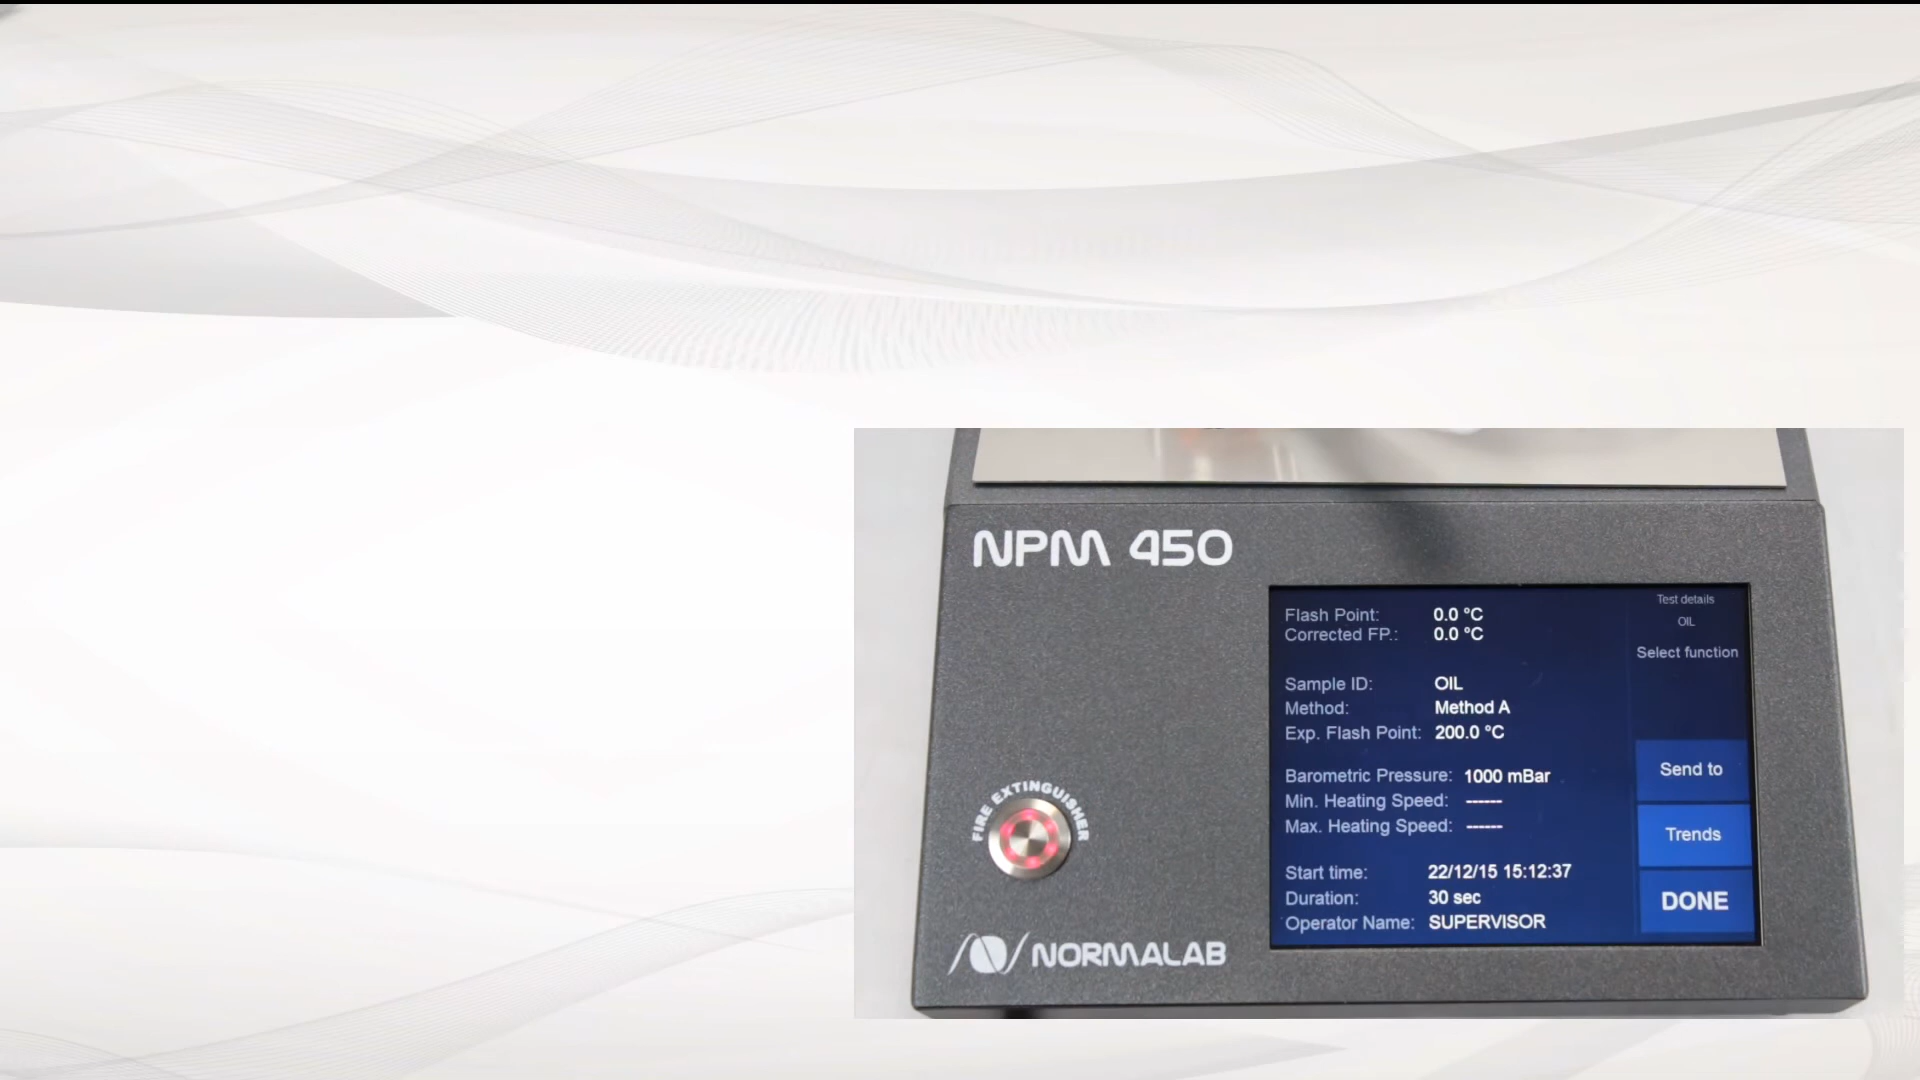 NPM 450
Flash Point: 0.0 °C
Corrected FP.: 0.0 °C
Sample ID: OIL
Method: Method A
Exp. Flash Point: 200.0 °C
Barometric Pressure: 1000 mBar
Min. Heating Speed: ------
Max. Heating Speed: ------
Start time: 22/12/15 15:12:37
Duration: 30 sec
Operator Name: SUPERVISOR
Test details
OIL
Select function
Send to
Trends
DONE
FIRE EXTINGUISHER
NORMALAB